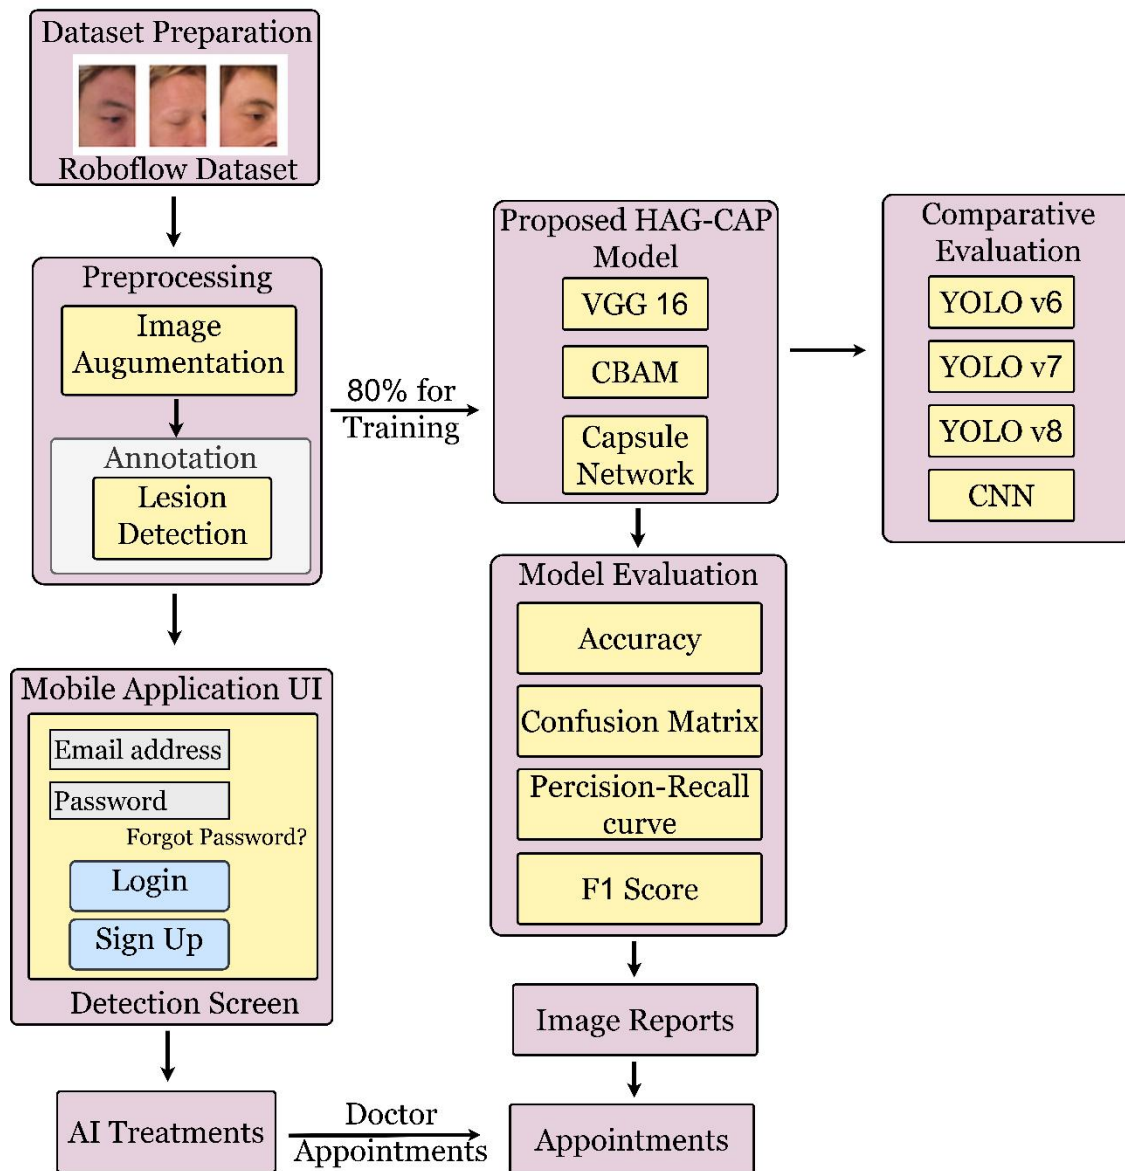 Dataset Preparation
Roboflow Dataset
Preprocessing
Image
Augumentation
Annotation
Lesion
Detection
80% for
Training
Proposed HAG-CAP
Model
VGG 16
CBAM
Capsule
Network
Comparative
Evaluation
YOLO v6
YOLO v7
YOLO v8
CNN
Model Evaluation
Accuracy
Confusion Matrix
Percision-Recall
curve
F1 Score
Mobile Application UI
Email address
Password
Forgot Password?
Login
Sign Up
Detection Screen
Image Reports
AI Treatments
Doctor
Appointments
Appointments